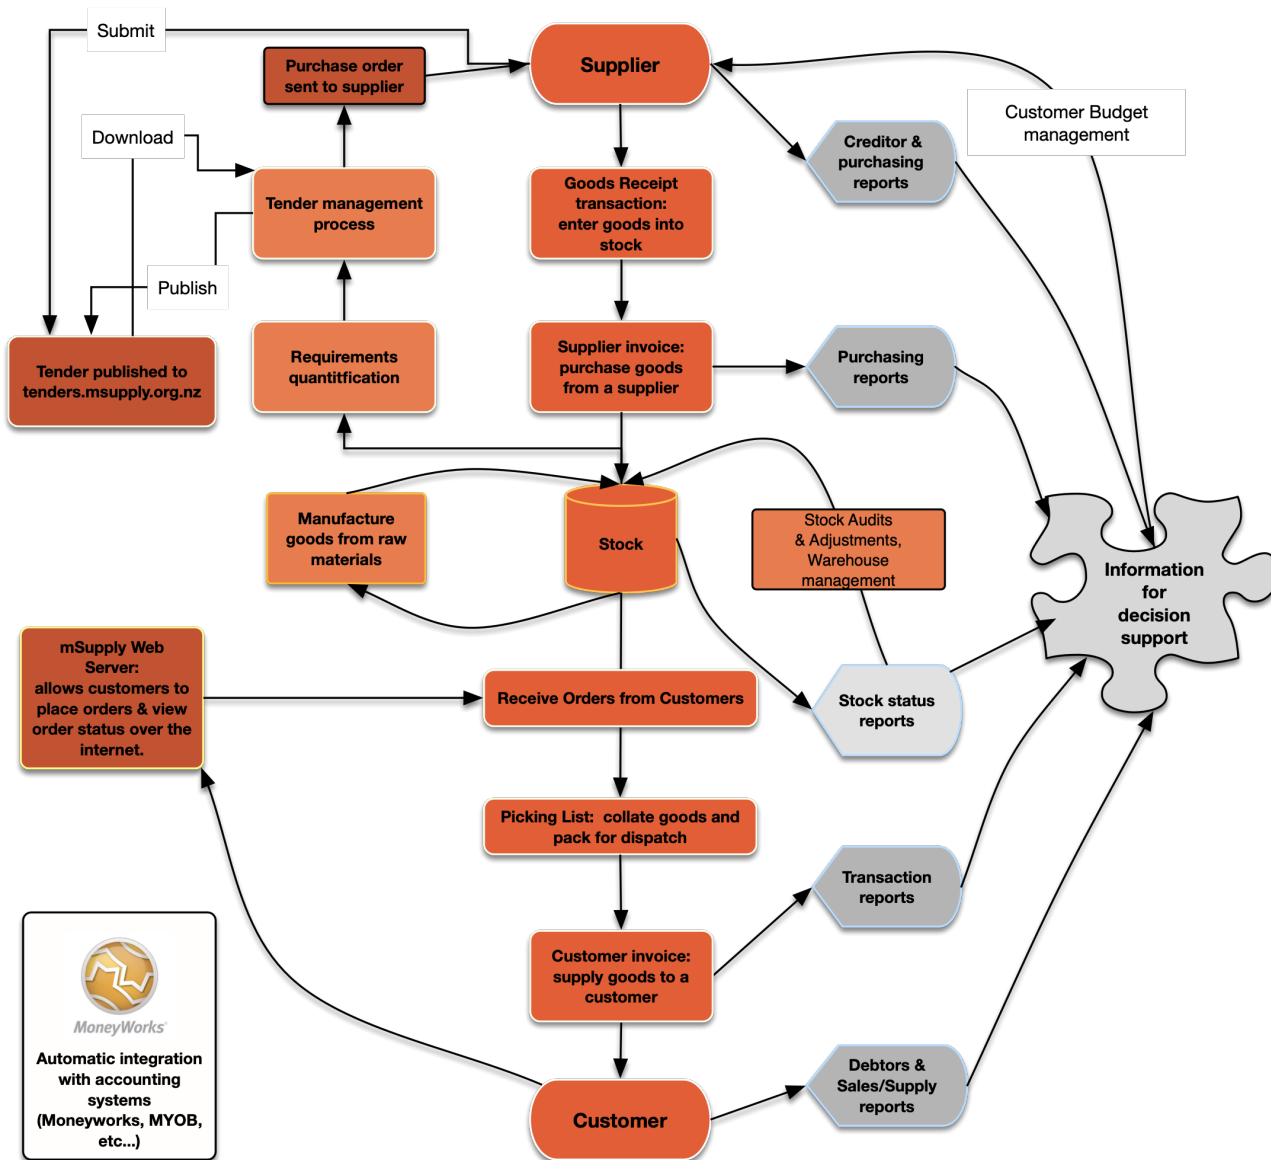 Submit
Purchase order
sent to supplier
Supplier
Customer Budget
management
Download
Creditor &
purchasing
reports
Tender management
process
Goods Receipt
transaction:
enter goods into
stock
Publish
Tender published to
tenders.msupply.org.nz
Requirements
quantitfication
Supplier invoice:
purchase goods
from a supplier
Purchasing
reports
Manufacture
goods from raw
materials
Stock
Stock Audits
& Adjustments,
Warehouse
management
Information
for
decision
support
mSupply Web
Server:
allows customers to
place orders & view
order status over the
internet.
Receive Orders from Customers
Stock status
reports
Picking List:  collate goods and
pack for dispatch
Transaction
reports
Customer invoice:
supply goods to a
customer
MoneyWorks
Automatic integration
with accounting
systems
(Moneyworks, MYOB,
etc...)
Debtors &
Sales/Supply
reports
Customer